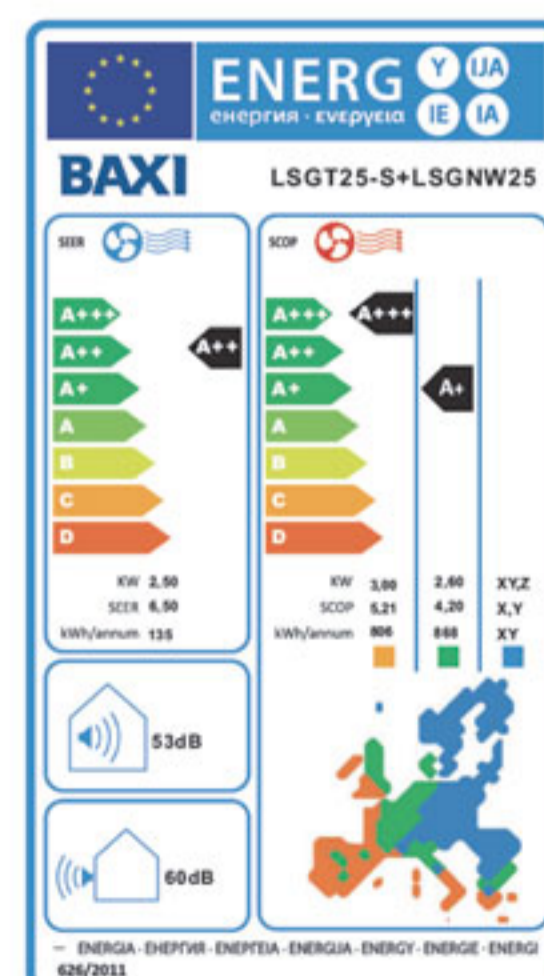 ENERG Y IJA
енергия · ενεργεια IE IA
BAXI LSGT25-S+LSGNW25
SEER
A+++
A++ A++
A+
A
B
C
D
KW 2,50
SEER 6,50
kWh/annum 135
SCOP
A+++ A+++
A++
A+ A+
A
B
C
D
KW 3,00 2,60 XY,Z
SCOP 5,21 4,20 X,Y
kWh/annum 806 868 XY
53dB
60dB
— ENERGIA · ЕНЕРГИЯ · ΕΝΕΡΓΕΙΑ · ENERGIJA · ENERGY · ENERGIE · ENERGI
626/2011